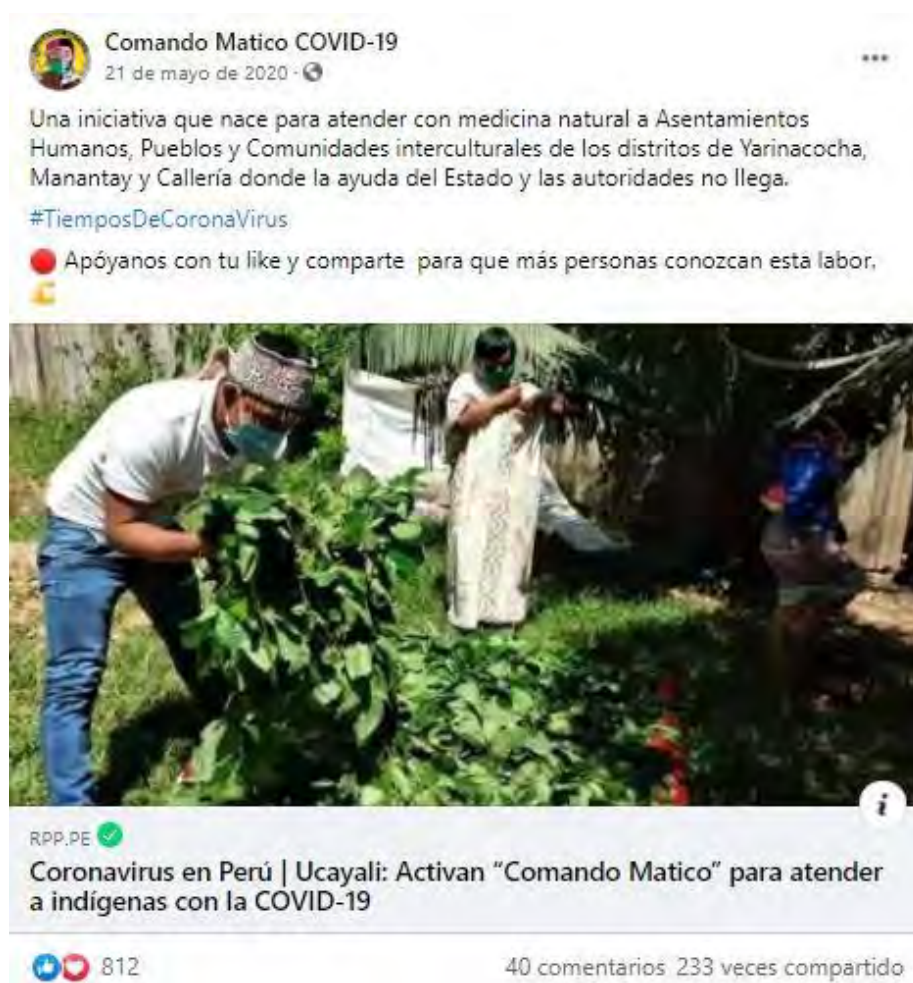 Comando Matico COVID-19
21 de mayo de 2020 ·
Una iniciativa que nace para atender con medicina natural a Asentamientos
Humanos, Pueblos y Comunidades interculturales de los distritos de Yarinacocha,
Manantay y Callería donde la ayuda del Estado y las autoridades no llega.
#TiemposDeCoronaVirus
Apóyanos con tu like y comparte para que más personas conozcan esta labor.
i
RPP.PE
Coronavirus en Perú | Ucayali: Activan “Comando Matico” para atender
a indígenas con la COVID-19
812
40 comentarios 233 veces compartido